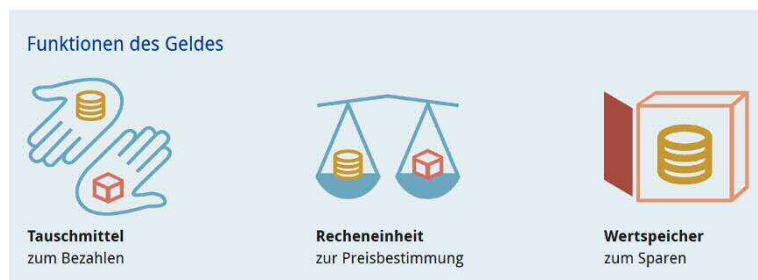 Funktionen des Geldes
Tauschmittel
zum Bezahlen
Recheneinheit
zur Preisbestimmung
Wertspeicher
zum Sparen